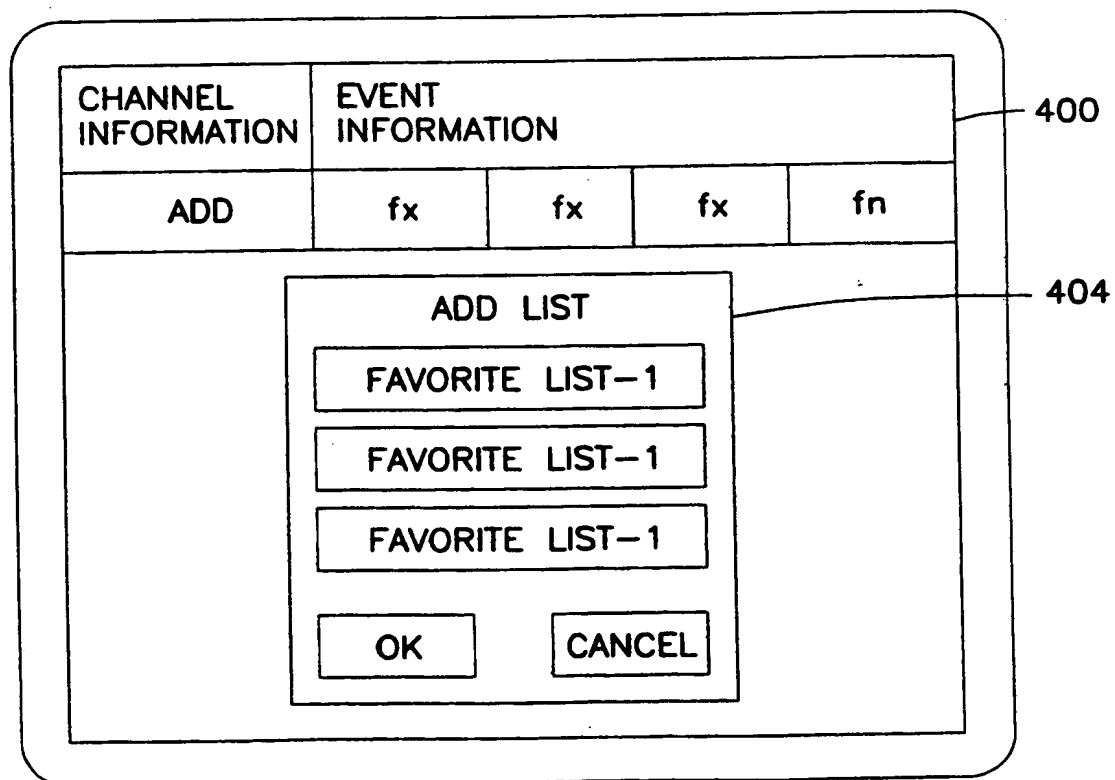 CHANNEL INFORMATION
EVENT INFORMATION
400
ADD fx fx fx fn
404
ADD LIST
FAVORITE LIST-1
FAVORITE LIST-1
FAVORITE LIST-1
OK CANCEL